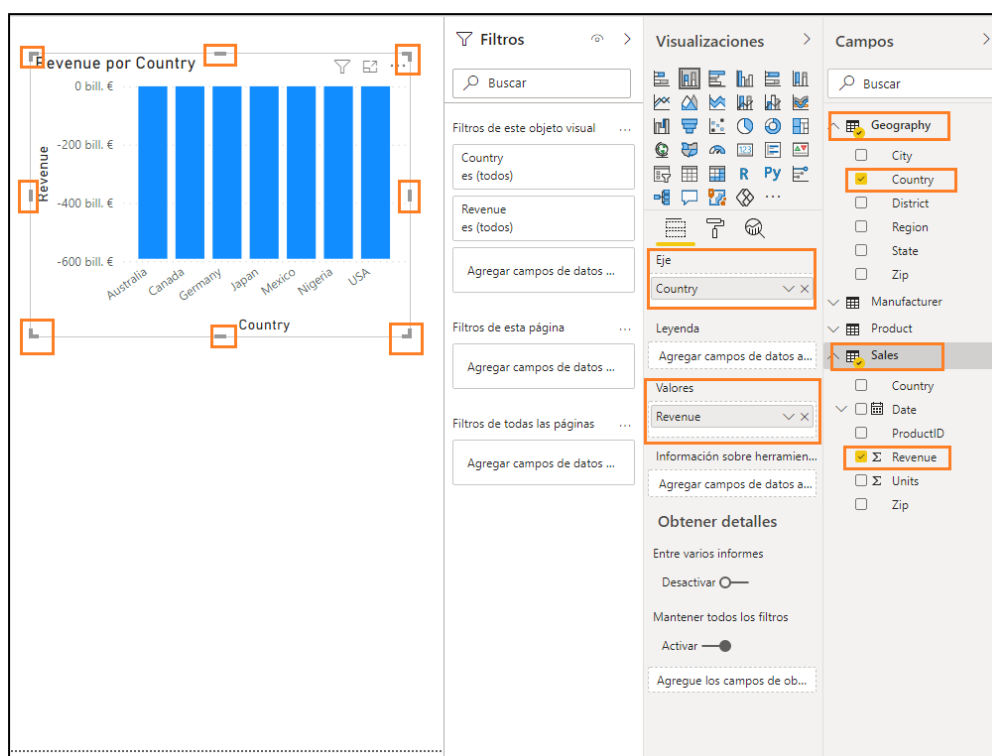 Revenue por Country
0 bill. €
-200 bill. €
-400 bill. €
-600 bill. €
Revenue
Australia
Canada
Germany
Japan
Mexico
Nigeria
USA
Country
Filtros
Buscar
Filtros de este objeto visual
Country
es (todos)
Revenue
es (todos)
Agregar campos de datos ...
Filtros de esta página
Agregar campos de datos ...
Filtros de todas las páginas
Agregar campos de datos ...
Visualizaciones
123
R
Py
Eje
Country
Leyenda
Agregar campos de datos a...
Valores
Revenue
Información sobre herramien...
Agregar campos de datos a...
Obtener detalles
Entre varios informes
Desactivar
Mantener todos los filtros
Activar
Agregue los campos de ob...
Campos
Buscar
Geography
City
Country
District
Region
State
Zip
Manufacturer
Product
Sales
Country
Date
ProductID
Σ Revenue
Σ Units
Zip